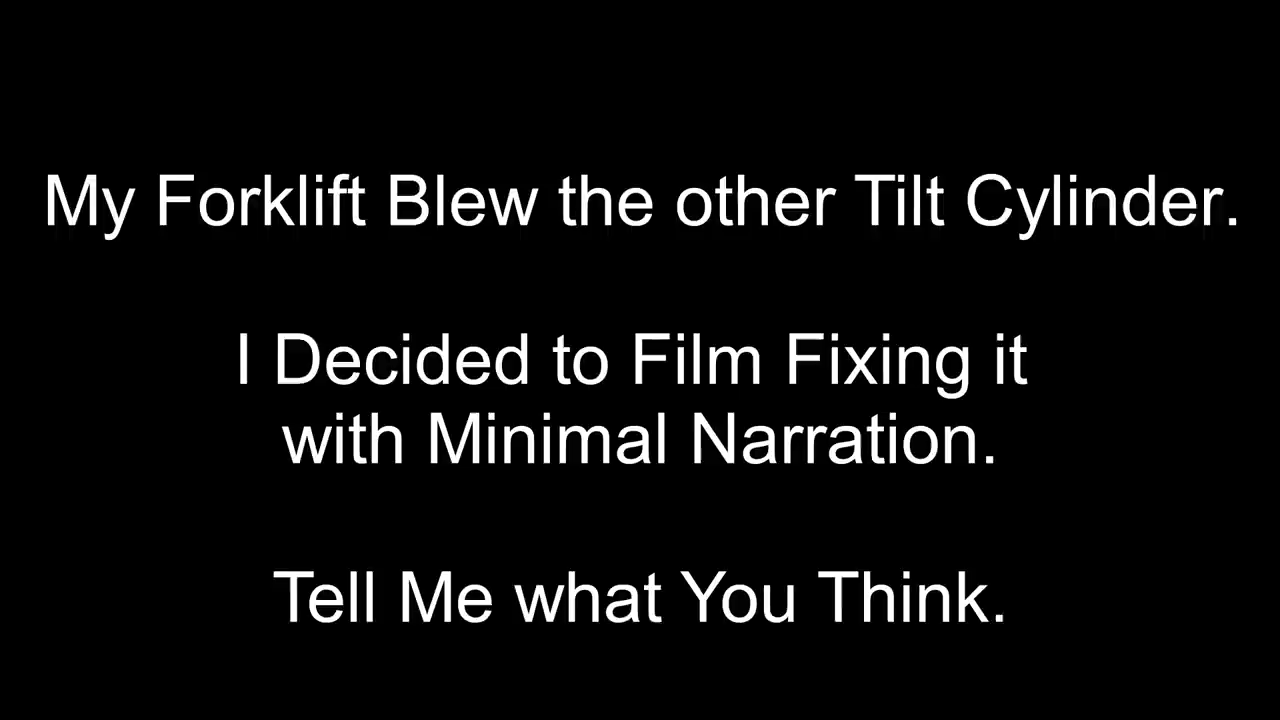 My Forklift Blew the other Tilt Cylinder.
I Decided to Film Fixing it
with Minimal Narration.
Tell Me what You Think.